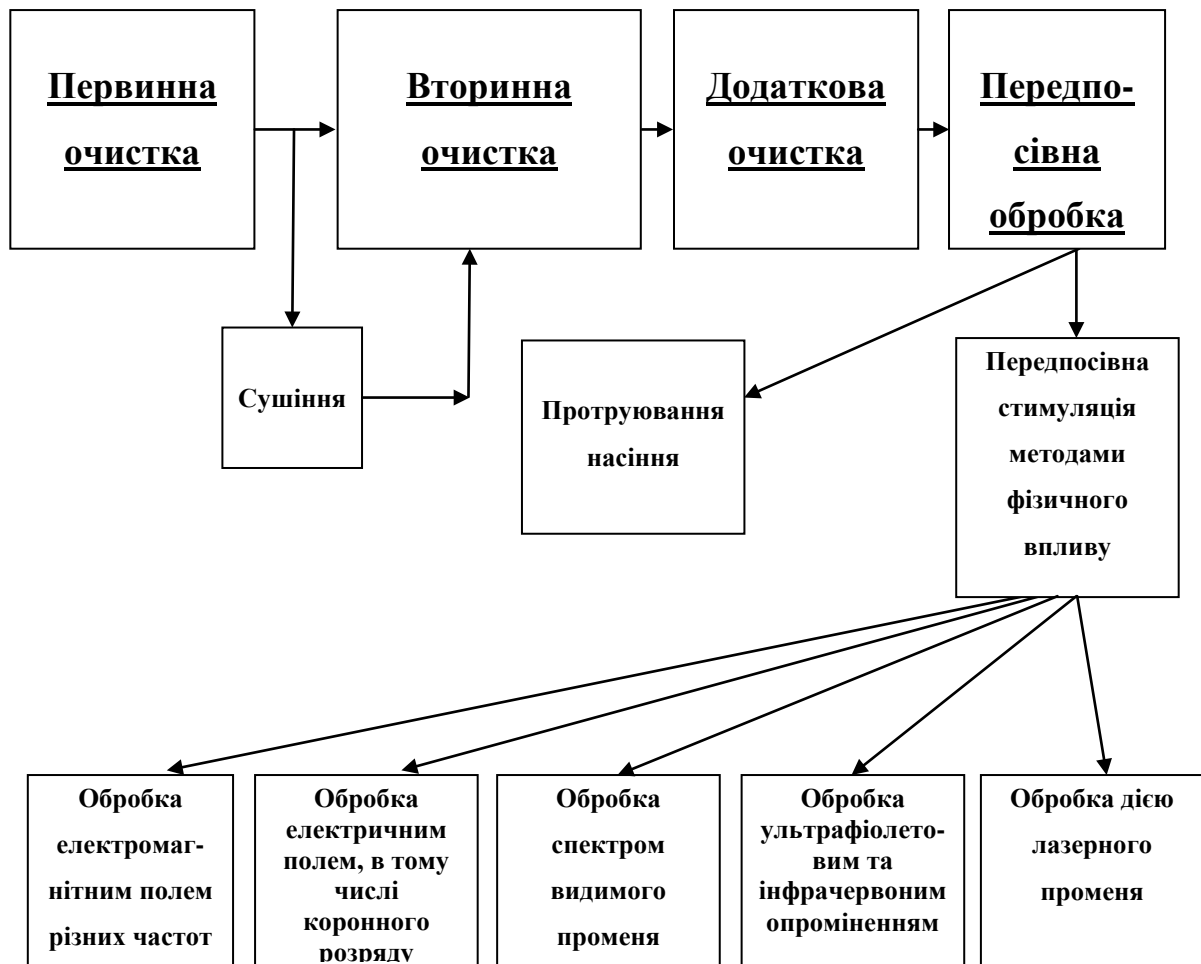 Первинна
очистка
Вторинна
очистка
Додаткова
очистка
Передпо-
сівна
обробка
Сушіння
Протруювання
насіння
Передпосівна
стимуляція
методами
фізичного
впливу
Обробка
електромаг-
нітним полем
різних частот
Обробка
електричним
полем, в тому
числі
коронного
розряду
Обробка
спектром
видимого
променя
Обробка
ультрафіолето-
вим та
інфрачервоним
опроміненням
Обробка дією
лазерного
променя